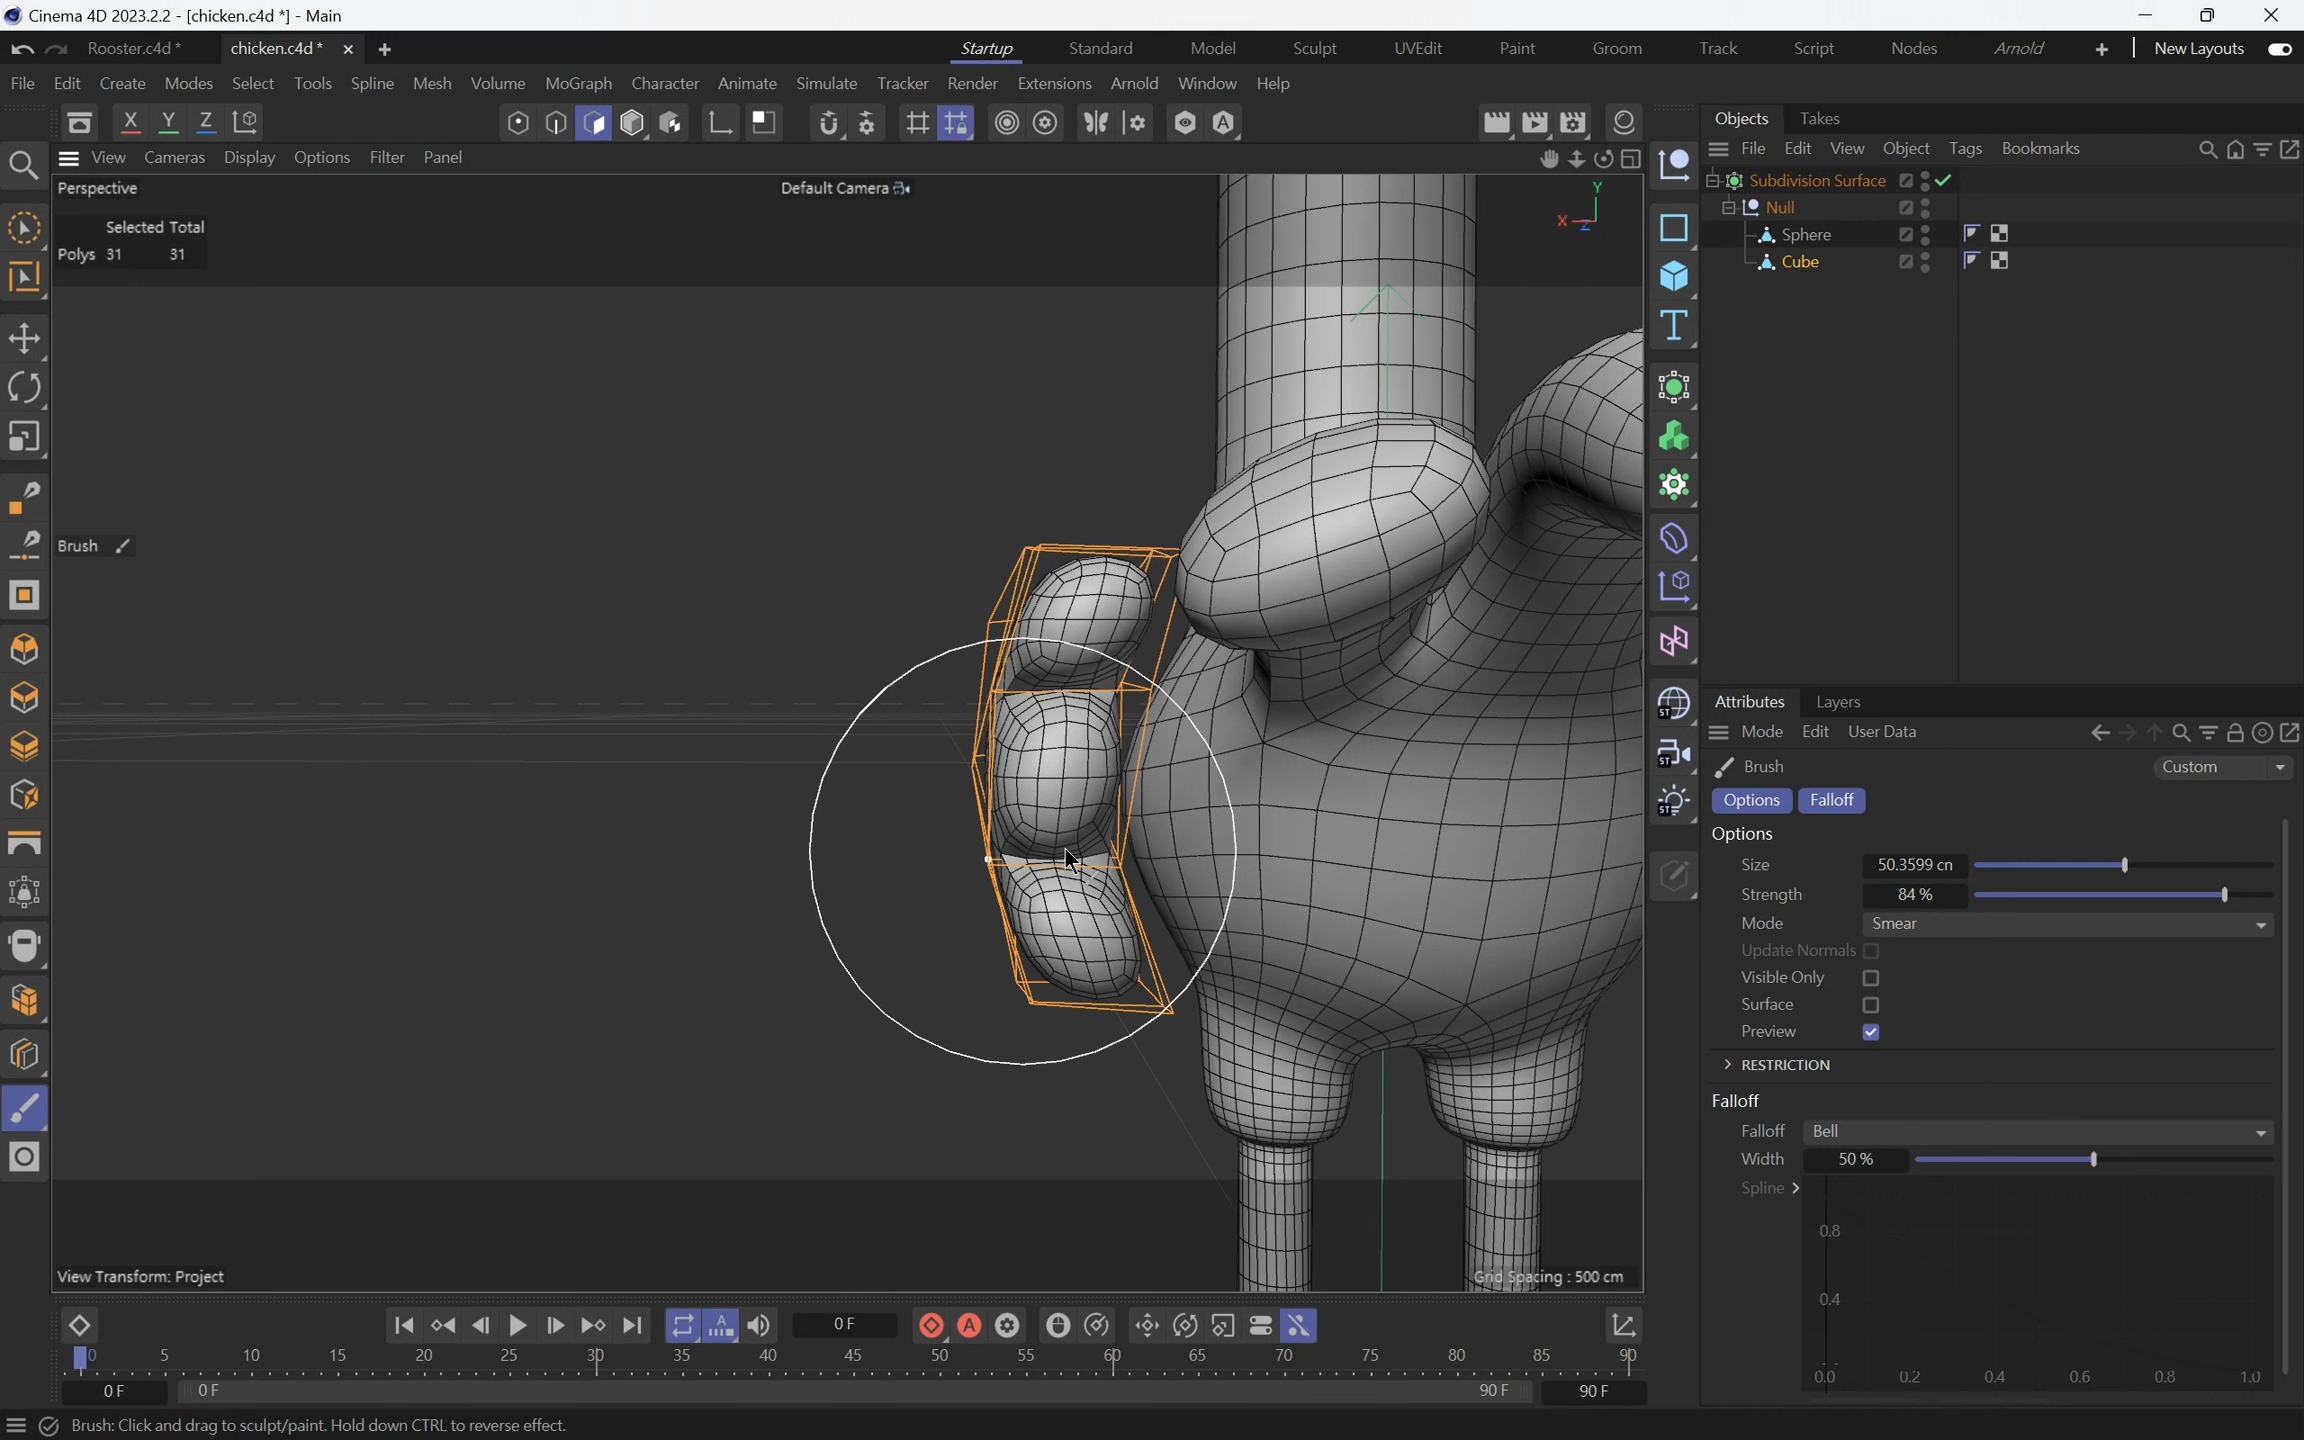 Cinema 4D 2023.2.2 - [chicken.c4d *] - Main
Rooster.c4d *
chicken.c4d *
Startup Standard Model Sculpt UVEdit Paint Groom Track Script Nodes Arnold New Layouts
File Edit Create Modes Select Tools Spline Mesh Volume MoGraph Character Animate Simulate Tracker Render Extensions Arnold Window Help
X Y Z
View Cameras Display Options Filter Panel
Perspective
Default Camera
Y
X
Z
Selected Total
Polys 31 31
Brush
View Transform: Project
Grid Spacing : 500 cm
Objects Takes
File Edit View Object Tags Bookmarks
Subdivision Surface
Null
Sphere
Cube
T
ST
ST
ST
Attributes Layers
Mode Edit User Data
Brush
Custom
Options Falloff
Options
Size 50.3599 cn
Strength 84 %
Mode Smear
Update Normals
Visible Only
Surface
Preview
RESTRICTION
Falloff
Falloff Bell
Width 50 %
Spline
0.8
0.4
0.0 0.2 0.4 0.6 0.8 1.0
0 F
0 5 10 15 20 25 30 35 40 45 50 55 60 65 70 75 80 85 90
0 F 0 F 90 F 90 F
Brush: Click and drag to sculpt/paint. Hold down CTRL to reverse effect.